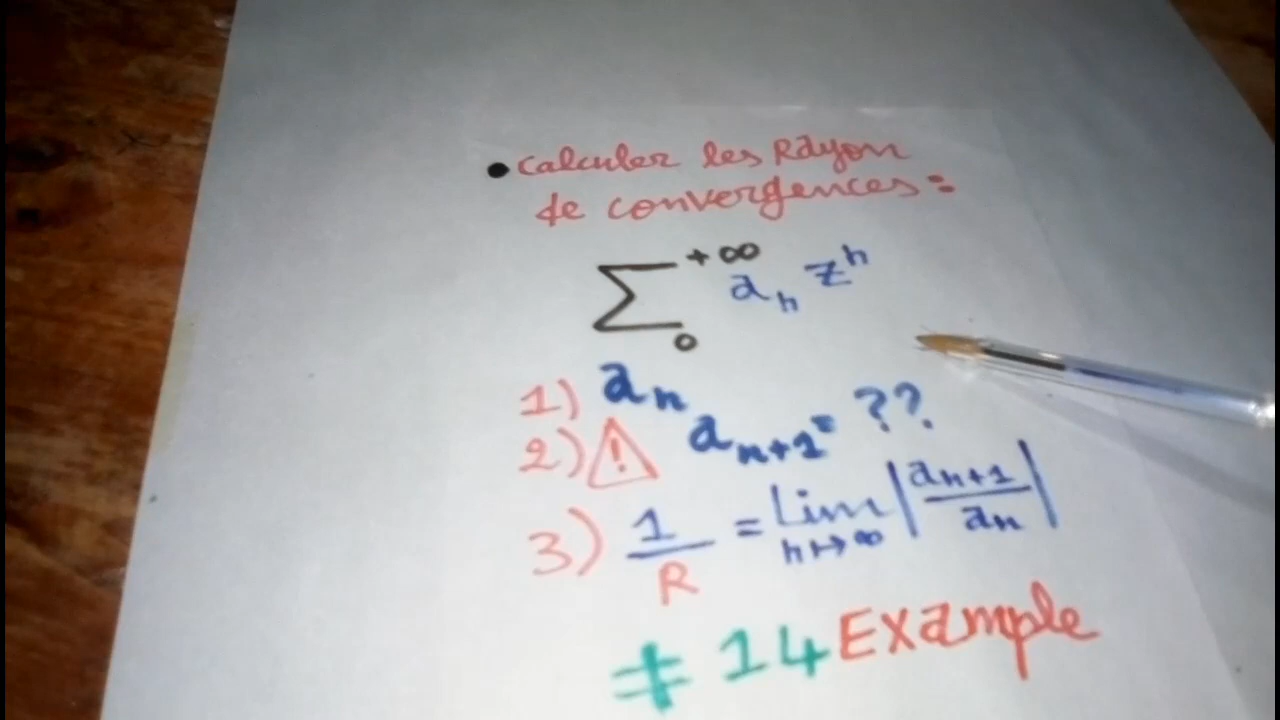 • Calculer les Rayon
de convergences:
∑₀^{+∞} aₙ zⁿ
1) aₙ
2) ⚠ aₙ₊₁ = ??
3) 1/R = Lim_{n↦∞} |aₙ₊₁/aₙ|
≠ 14 Example